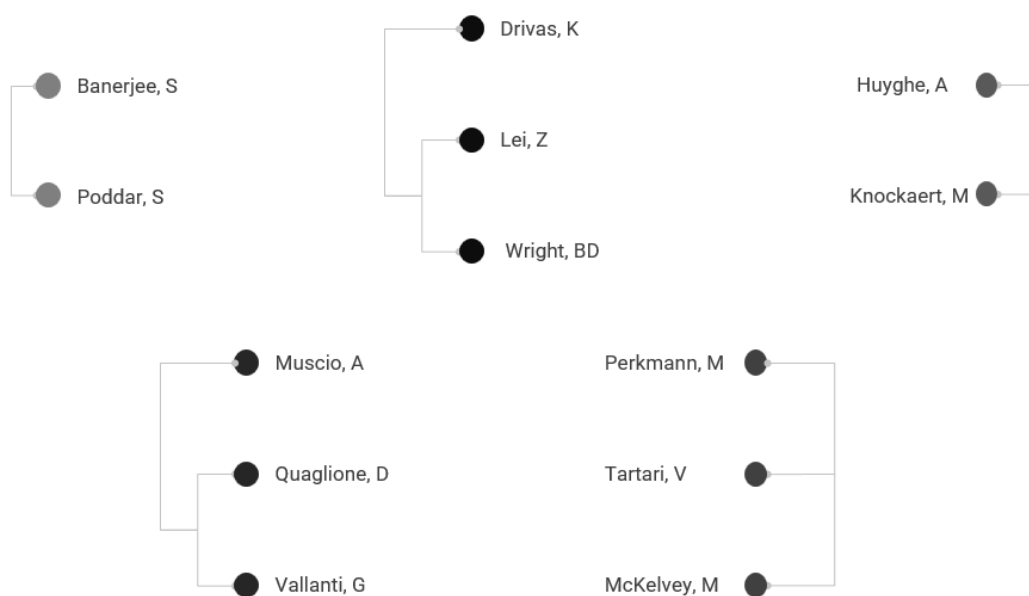 Banerjee, S
Poddar, S
Drivas, K
Lei, Z
Wright, BD
Huyghe, A
Knockaert, M
Muscio, A
Quaglione, D
Vallanti, G
Perkmann, M
Tartari, V
McKelvey, M